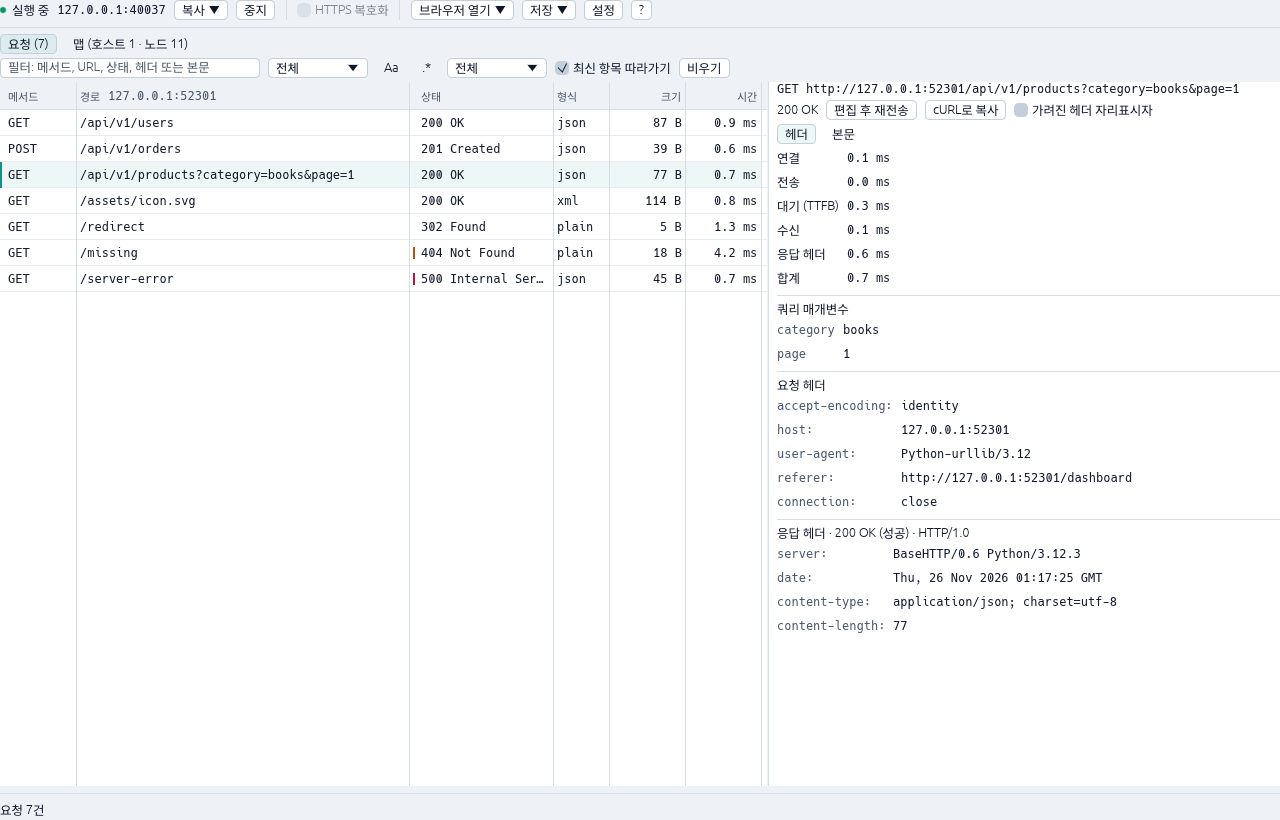 실행 중 127.0.0.1:40037 복사 ▼ 중지 HTTPS 복호화 브라우저 열기 ▼ 저장 ▼ 설정 ?
요청 (7) 맵 (호스트 1 · 노드 11)
필터: 메서드, URL, 상태, 헤더 또는 본문 전체 ▼ Aa .* 전체 ▼ 최신 항목 따라가기 비우기
메서드 경로 127.0.0.1:52301 상태 형식 크기 시간
GET /api/v1/users 200 OK json 87 B 0.9 ms
POST /api/v1/orders 201 Created json 39 B 0.6 ms
GET /api/v1/products?category=books&page=1 200 OK json 77 B 0.7 ms
GET /assets/icon.svg 200 OK xml 114 B 0.8 ms
GET /redirect 302 Found plain 5 B 1.3 ms
GET /missing 404 Not Found plain 18 B 4.2 ms
GET /server-error 500 Internal Ser… json 45 B 0.7 ms
GET http://127.0.0.1:52301/api/v1/products?category=books&page=1
200 OK 편집 후 재전송 cURL로 복사 가려진 헤더 자리표시자
헤더 본문
연결 0.1 ms
전송 0.0 ms
대기 (TTFB) 0.3 ms
수신 0.1 ms
응답 헤더 0.6 ms
합계 0.7 ms
쿼리 매개변수
category books
page 1
요청 헤더
accept-encoding: identity
host: 127.0.0.1:52301
user-agent: Python-urllib/3.12
referer: http://127.0.0.1:52301/dashboard
connection: close
응답 헤더 · 200 OK (성공) · HTTP/1.0
server: BaseHTTP/0.6 Python/3.12.3
date: Thu, 26 Nov 2026 01:17:25 GMT
content-type: application/json; charset=utf-8
content-length: 77
요청 7건